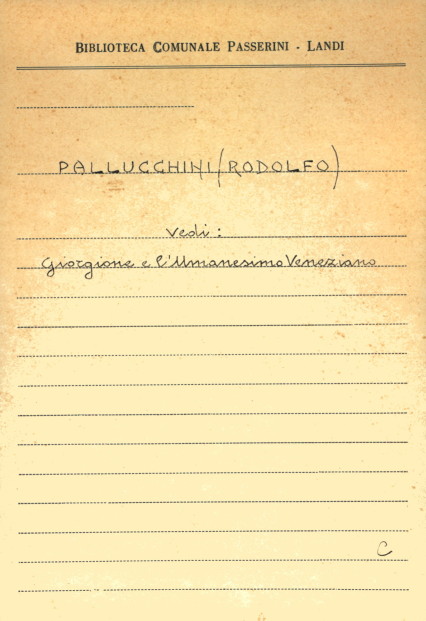 BIBLIOTECA COMUNALE PASSERINI - LANDI
PALLUCCHINI (RODOLFO)
Vedi :
Giorgione e l'Umanesimo Veneziano
C